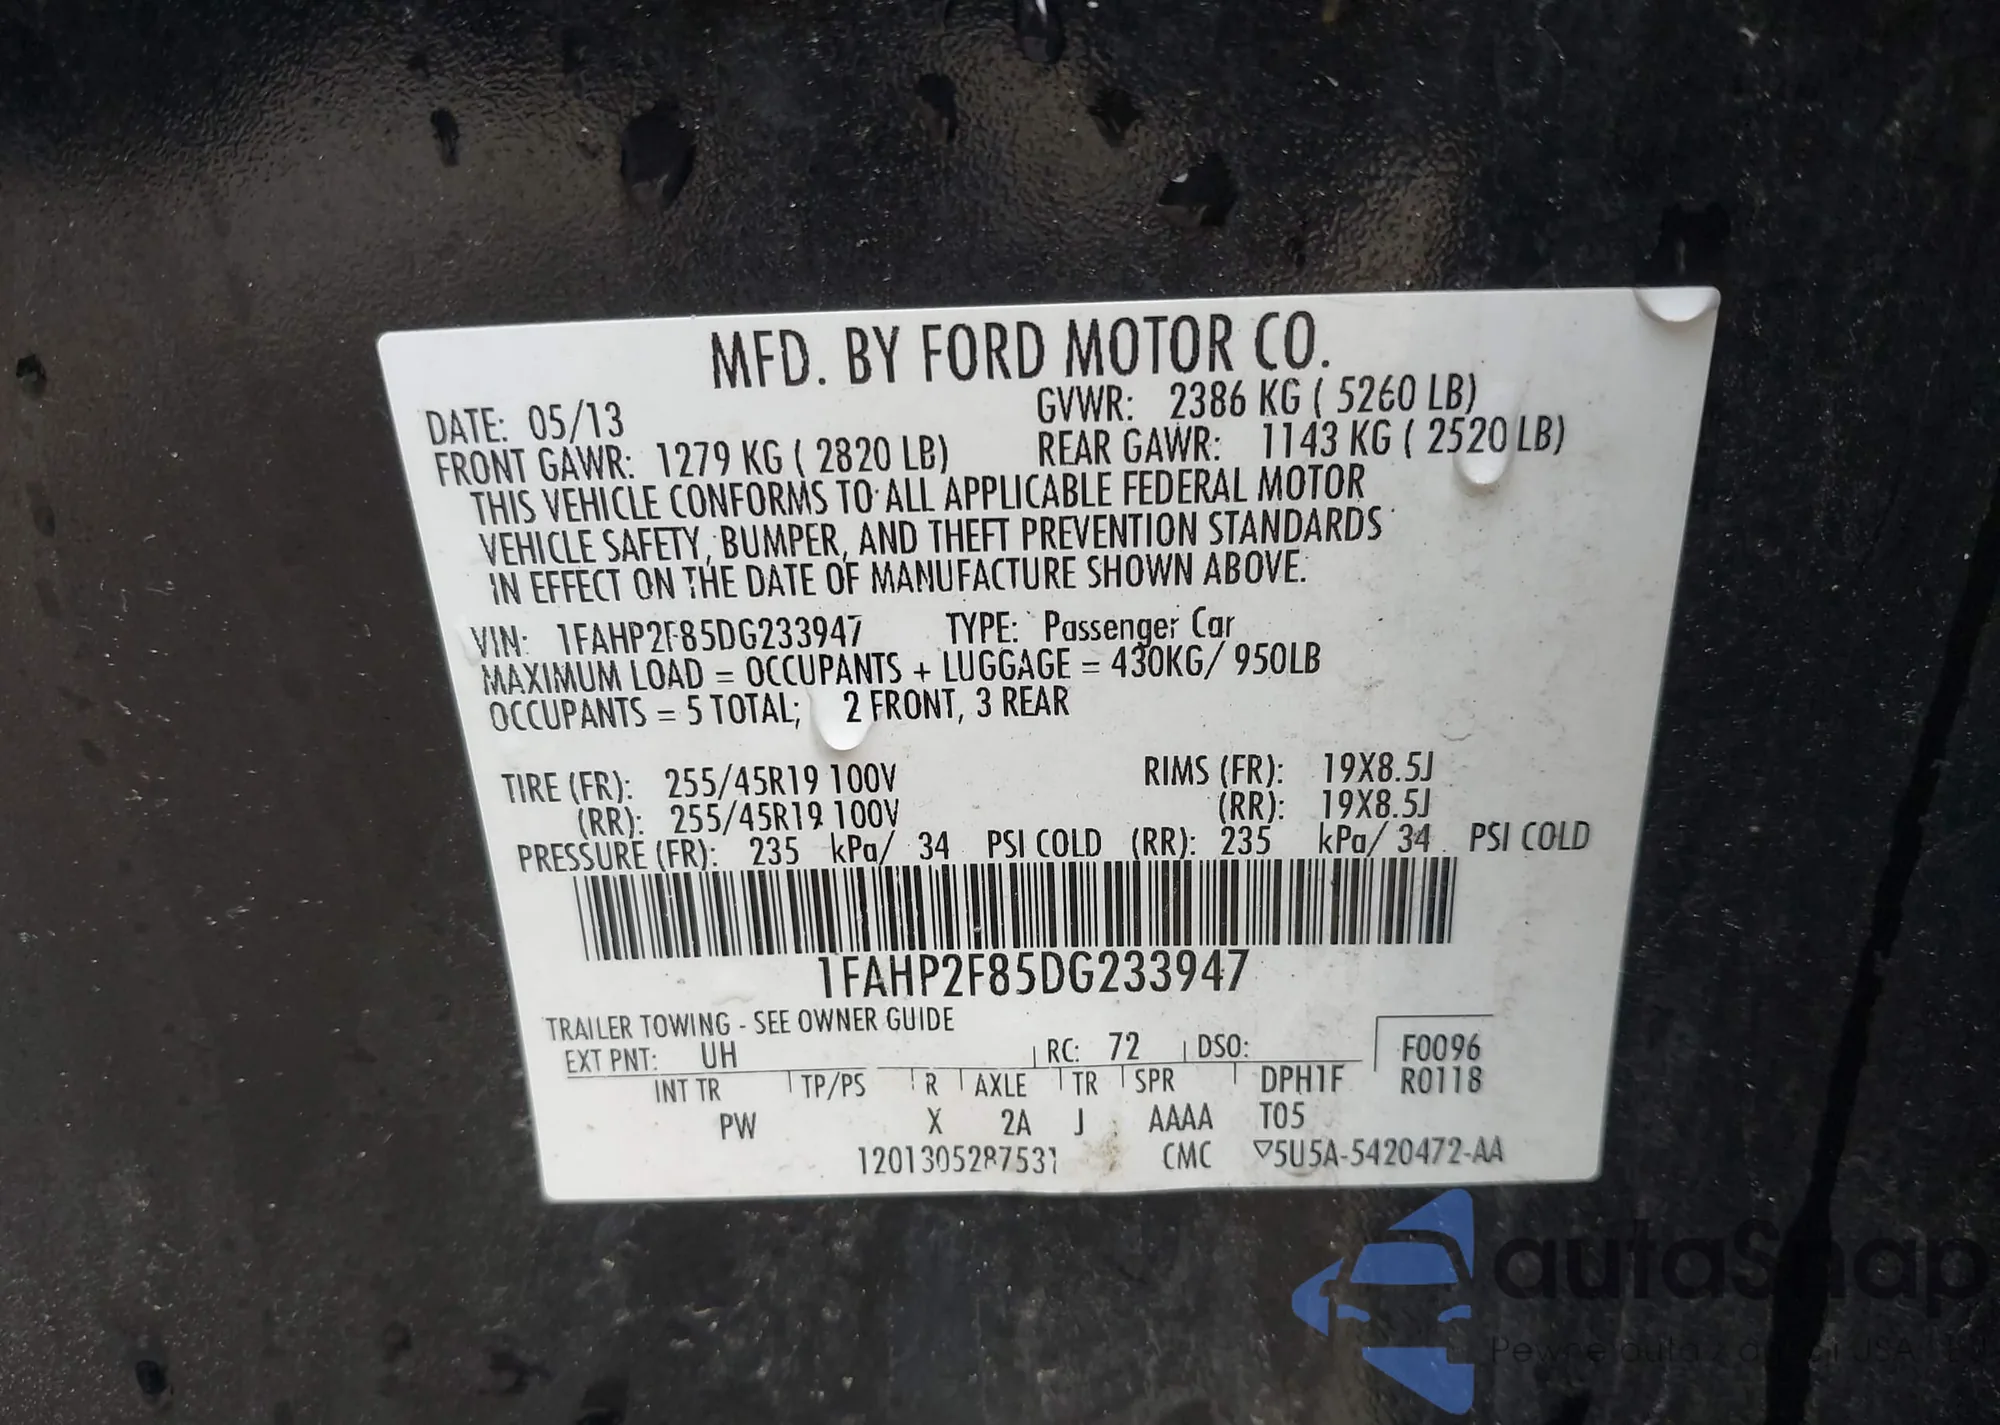 MFD. BY FORD MOTOR CO.
DATE: 05/13 GVWR: 2386 KG ( 5260 LB)
FRONT GAWR: 1279 KG ( 2820 LB) REAR GAWR: 1143 KG ( 2520 LB)
THIS VEHICLE CONFORMS TO ALL APPLICABLE FEDERAL MOTOR
VEHICLE SAFETY, BUMPER, AND THEFT PREVENTION STANDARDS
IN EFFECT ON THE DATE OF MANUFACTURE SHOWN ABOVE.
VIN: 1FAHP2F85DG233947 TYPE: Passenger Car
MAXIMUM LOAD = OCCUPANTS + LUGGAGE = 430KG/ 950LB
OCCUPANTS = 5 TOTAL; 2 FRONT, 3 REAR
TIRE (FR): 255/45R19 100V RIMS (FR): 19X8.5J
(RR): 255/45R19 100V (RR): 19X8.5J
PRESSURE (FR): 235 kPa/ 34 PSI COLD (RR): 235 kPa/ 34 PSI COLD
1FAHP2F85DG233947
TRAILER TOWING - SEE OWNER GUIDE
EXT PNT: UH RC: 72 DSO: F0096
INT TR TP/PS R AXLE TR SPR DPH1F R0118
PW X 2A J AAAA T05
1201305287531 CMC ▽5U5A-5420472-AA
autaSnap
Pewne auta z USA